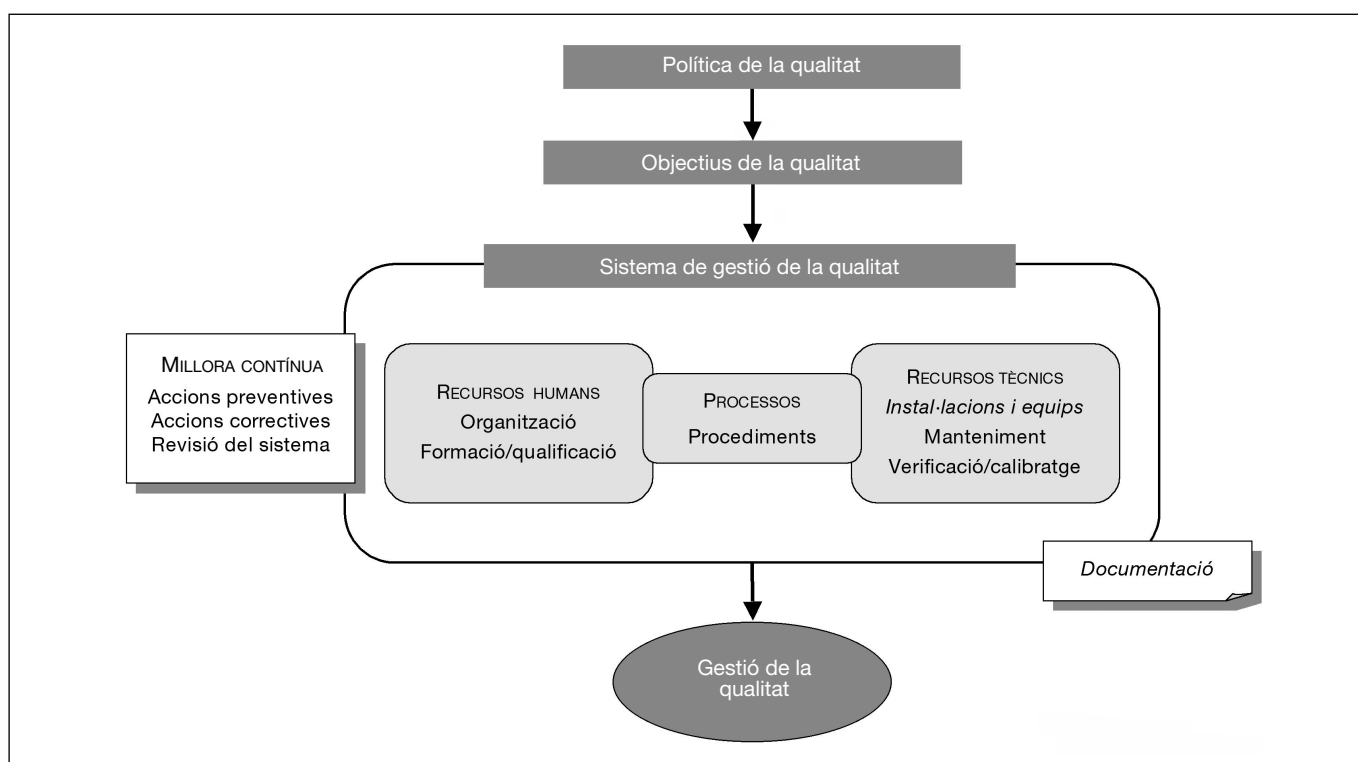 Política de la qualitat
Objectius de la qualitat
Sistema de gestió de la qualitat
MILLORA CONTÍNUA
Accions preventives
Accions correctives
Revisió del sistema
RECURSOS HUMANS
Organització
Formació/qualificació
PROCESSOS
Procediments
RECURSOS TÈCNICS
Instal·lacions i equips
Manteniment
Verificació/calibratge
Documentació
Gestió de la
qualitat